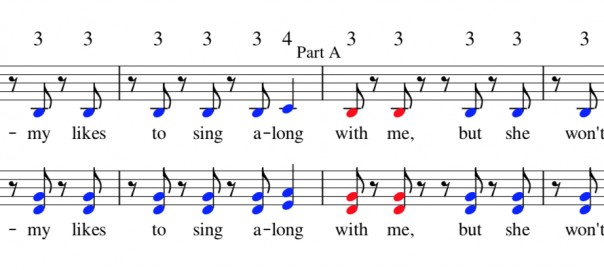 3 3 3 3 3 4 3 3 3 3 3
Part A
- my likes to sing a-long with me, but she won't
- my likes to sing a-long with me, but she won't